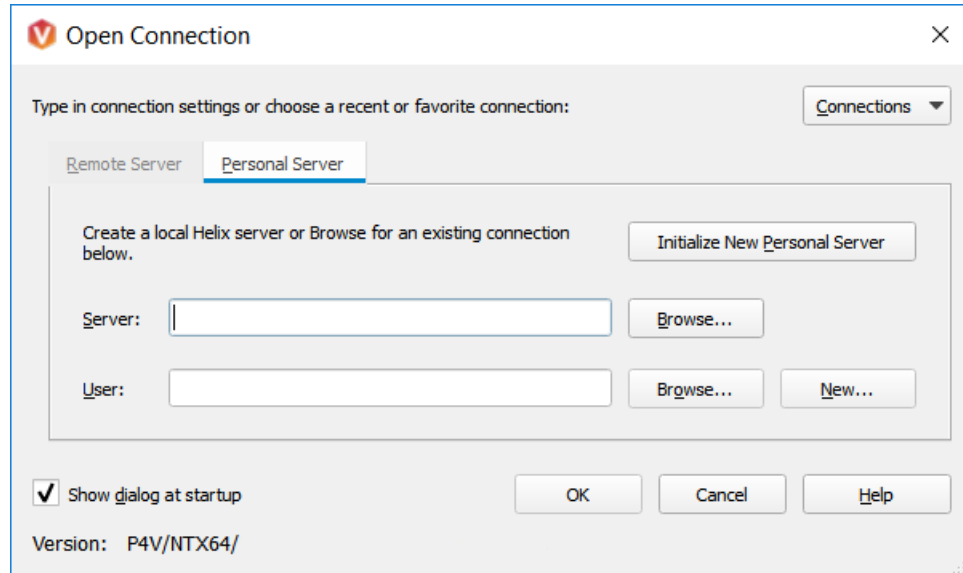 Open Connection
Type in connection settings or choose a recent or favorite connection:
Connections
Remote Server
Personal Server
Create a local Helix server or Browse for an existing connection
below.
Initialize New Personal Server
Server:
Browse...
User:
Browse...
New...
Show dialog at startup
OK
Cancel
Help
Version: P4V/NTX64/